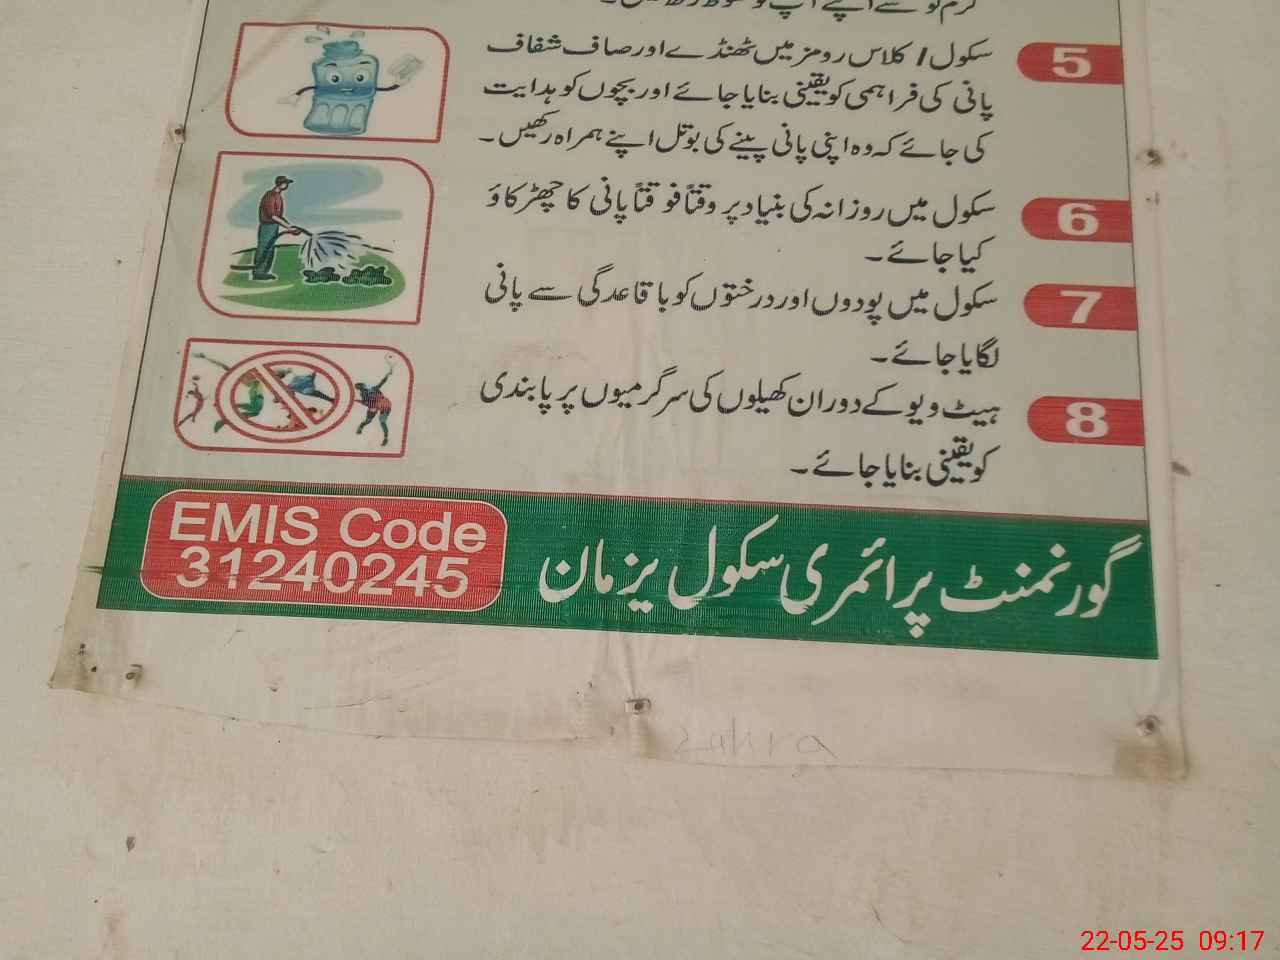 سکول / کلاس رومز میں ٹھنڈے اور صاف شفاف
5
پانی کی فراہمی کو یقینی بنایا جائے اور بچوں کو ہدایت
کی جائے کہ وہ اپنی پانی پینے کی بوتل اپنے ہمراہ رکھیں۔
سکول میں روزانہ کی بنیاد پر وقتاً فوقتاً پانی کا چھڑکاؤ
6
کیا جائے۔
سکول میں پودوں اور درختوں کو باقاعدگی سے پانی
7
لگایا جائے۔
ہیٹ ویو کے دوران کھیلوں کی سرگرمیوں پر پابندی
8
کو یقینی بنایا جائے۔
گورنمنٹ پرائمری سکول یزمان
EMIS Code
31240245
22-05-25 09:17